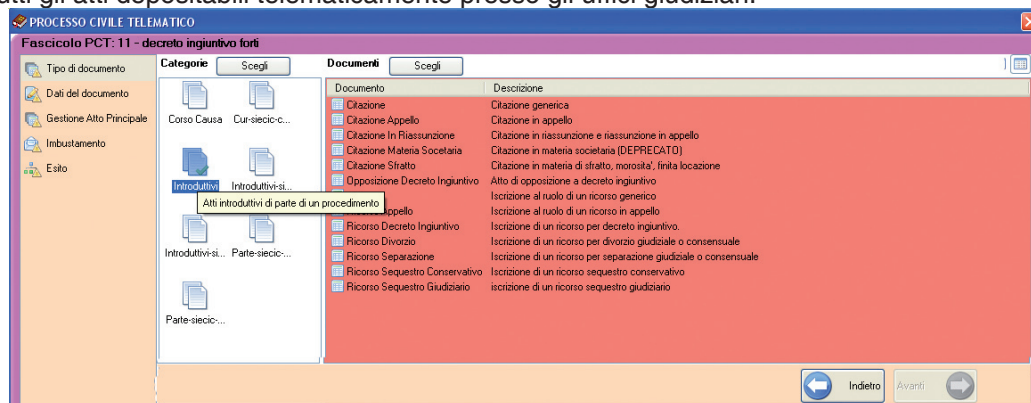 utti gli atti depositabili telematicamente presso gli uffici giudiziari.
PROCESSO CIVILE TELEMATICO
Fascicolo PCT: 11 - decreto ingiuntivo forti
Tipo di documento
Dati del documento
Gestione Atto Principale
Imbustamento
Esito
Categorie Scegli
Corso Causa Cur-siecic-c...
Introduttivi Introduttivi-si...
Atti introduttivi di parte di un procedimento
Introduttivi-si... Parte-siecic-...
Parte-siecic-...
Documenti Scegli
Documento Descrizione
Citazione Citazione generica
Citazione Appello Citazione in appello
Citazione In Riassunzione Citazione in riassunzione e riassunzione in appello
Citazione Materia Socetaria Citazione in materia societaria (DEPRECATO)
Citazione Sfratto Citazione in materia di sfratto, morosita', finita locazione
Opposizione Decreto Ingiuntivo Atto di opposizione a decreto ingiuntivo
Iscrizione al ruolo di un ricorso generico
Appello Iscrizione al ruolo di un ricorso in appello
Ricorso Decreto Ingiuntivo Iscrizione di un ricorso per decreto ingiuntivo.
Ricorso Divorzio Iscrizione di un ricorso per divorzio giudiziale o consensuale
Ricorso Separazione Iscrizione di un ricorso per separazione giudiziale o consensuale
Ricorso Sequestro Conservativo Iscrizione di un ricorso sequestro conservativo
Ricorso Sequestro Giudiziario iscrizione di un ricorso sequestro giudiziario
Indietro Avanti